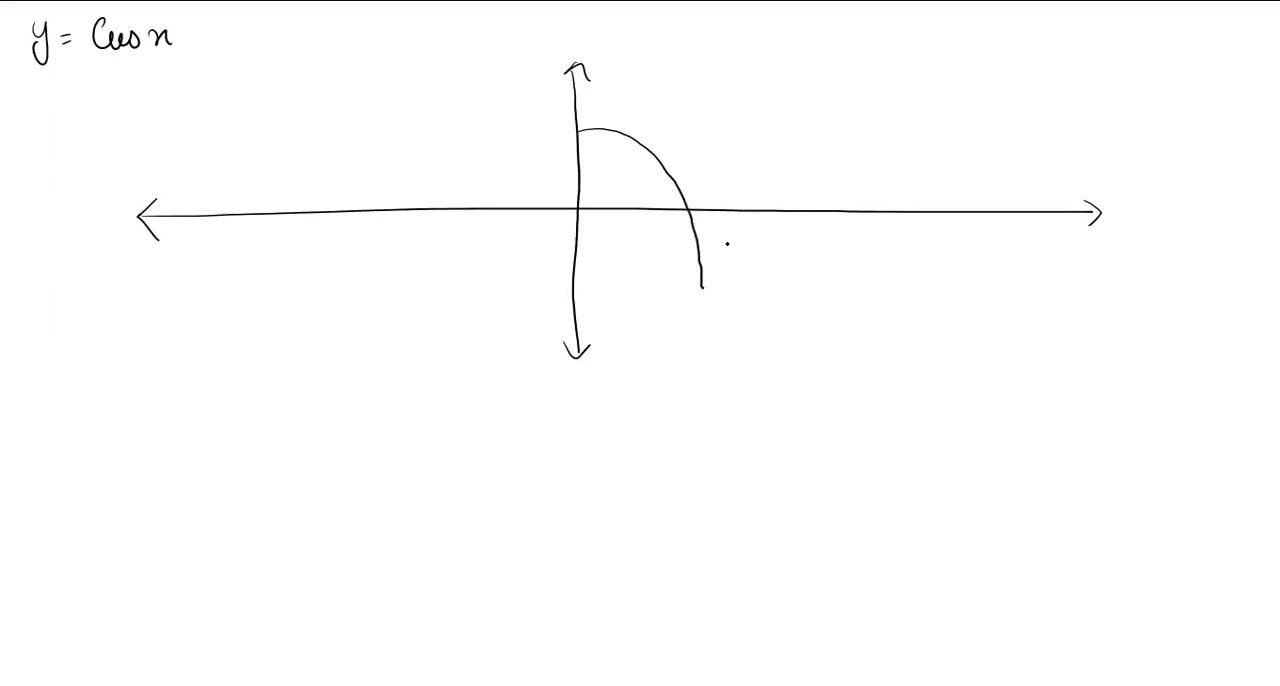 y = Cos x